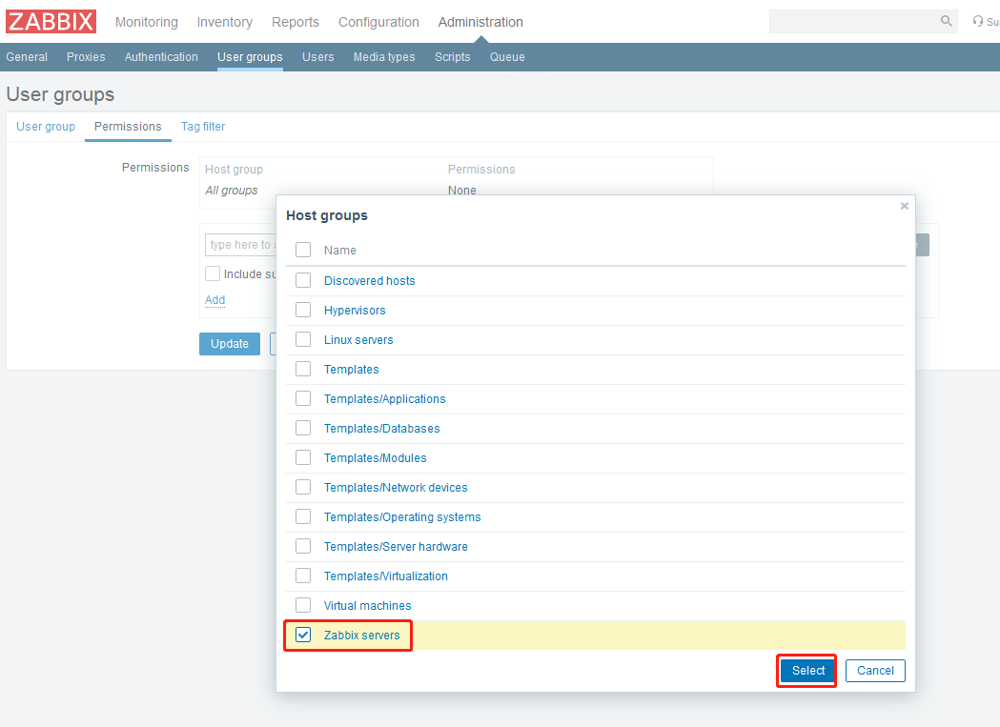 ZABBIX Monitoring Inventory Reports Configuration Administration Su
General Proxies Authentication User groups Users Media types Scripts Queue
User groups
User group Permissions Tag filter
Permissions Host group Permissions
All groups None
Host groups
type here to s
Name
Include su
Discovered hosts
Add
Hypervisors
Update
Linux servers
Templates
Templates/Applications
Templates/Databases
Templates/Modules
Templates/Network devices
Templates/Operating systems
Templates/Server hardware
Templates/Virtualization
Virtual machines
Zabbix servers
Select Cancel